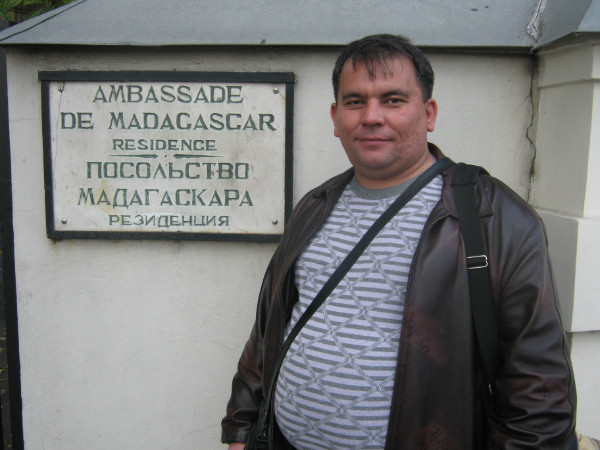 AMBASSADE
DE MADAGASCAR
RESIDENCE
ПОСОЛЬСТВО
МАДАГАСКАРА
РЕЗИДЕНЦИЯ